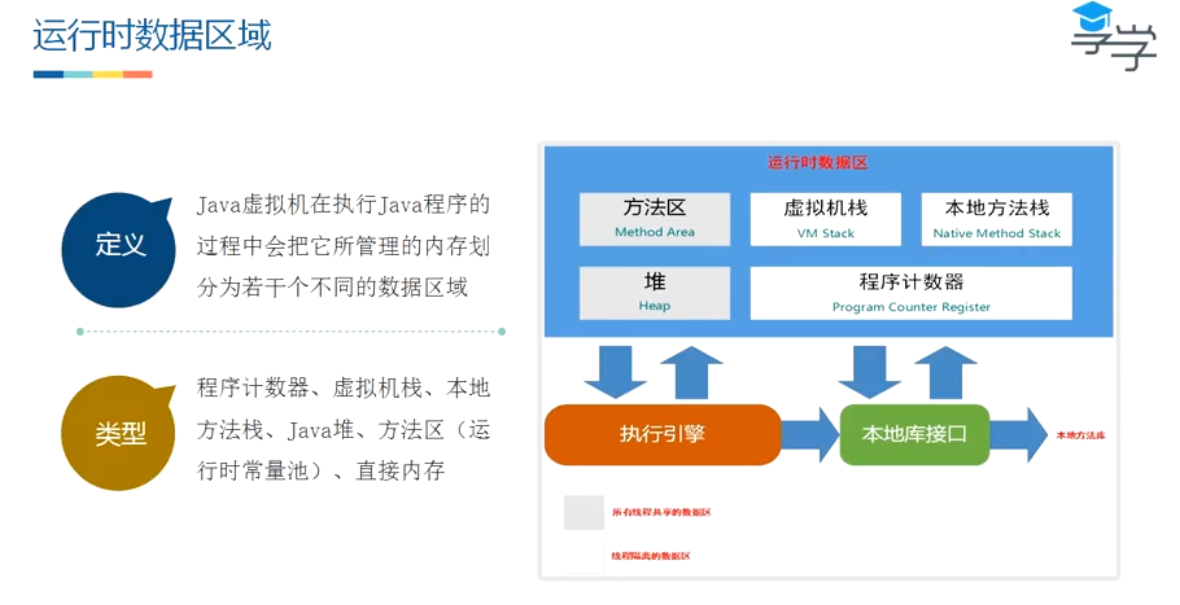 运行时数据区域
享学
定义
Java虚拟机在执行Java程序的
过程中会把它所管理的内存划
分为若干个不同的数据区域
类型
程序计数器、虚拟机栈、本地
方法栈、Java堆、方法区（运
行时常量池）、直接内存
运行时数据区
方法区
Method Area
虚拟机栈
VM Stack
本地方法栈
Native Method Stack
堆
Heap
程序计数器
Program Counter Register
执行引擎
本地库接口
本地方法库
所有线程共享的数据区
线程隔离的数据区